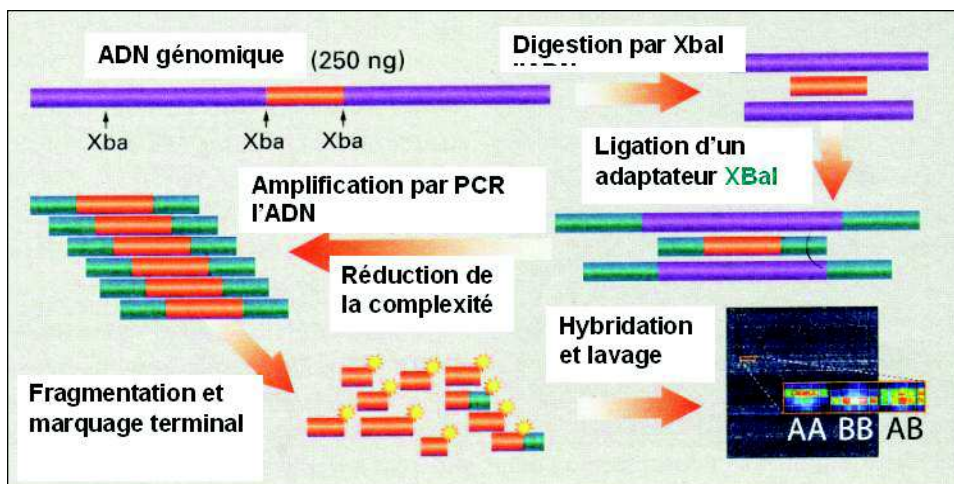 ADN génomique (250 ng)
Digestion par XbaI
Xba
Xba
Xba
Ligation d'un
adaptateur XBaI
Amplification par PCR
l'ADN
Réduction de
la complexité
Hybridation
et lavage
Fragmentation et
marquage terminal
AA BB AB